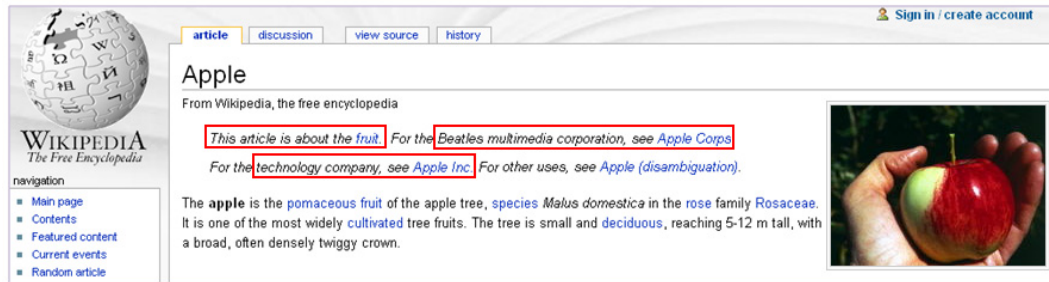 Sign in / create account
article discussion view source history
Apple
From Wikipedia, the free encyclopedia
This article is about the fruit. For the Beatles multimedia corporation, see Apple Corps
For the technology company, see Apple Inc. For other uses, see Apple (disambiguation).
The apple is the pomaceous fruit of the apple tree, species Malus domestica in the rose family Rosaceae.
It is one of the most widely cultivated tree fruits. The tree is small and deciduous, reaching 5-12 m tall, with
a broad, often densely twiggy crown.
WIKIPEDIA
The Free Encyclopedia
navigation
Main page
Contents
Featured content
Current events
Random article